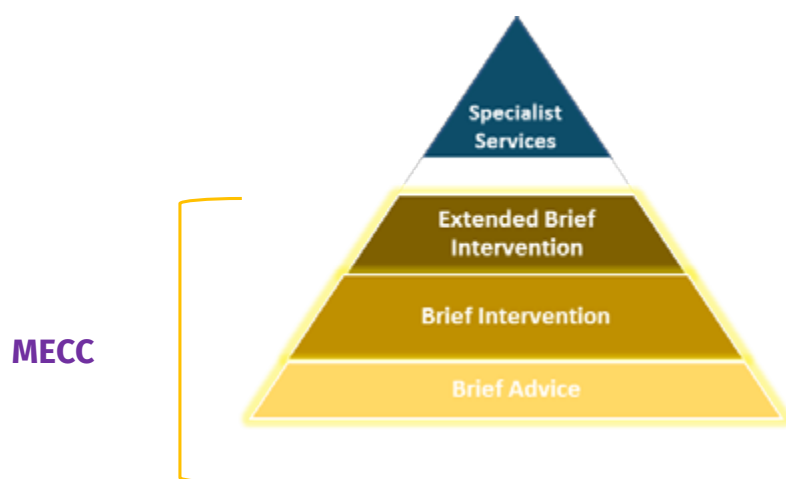 Specialist
Services
Extended Brief
Intervention
Brief Intervention
MECC
Brief Advice